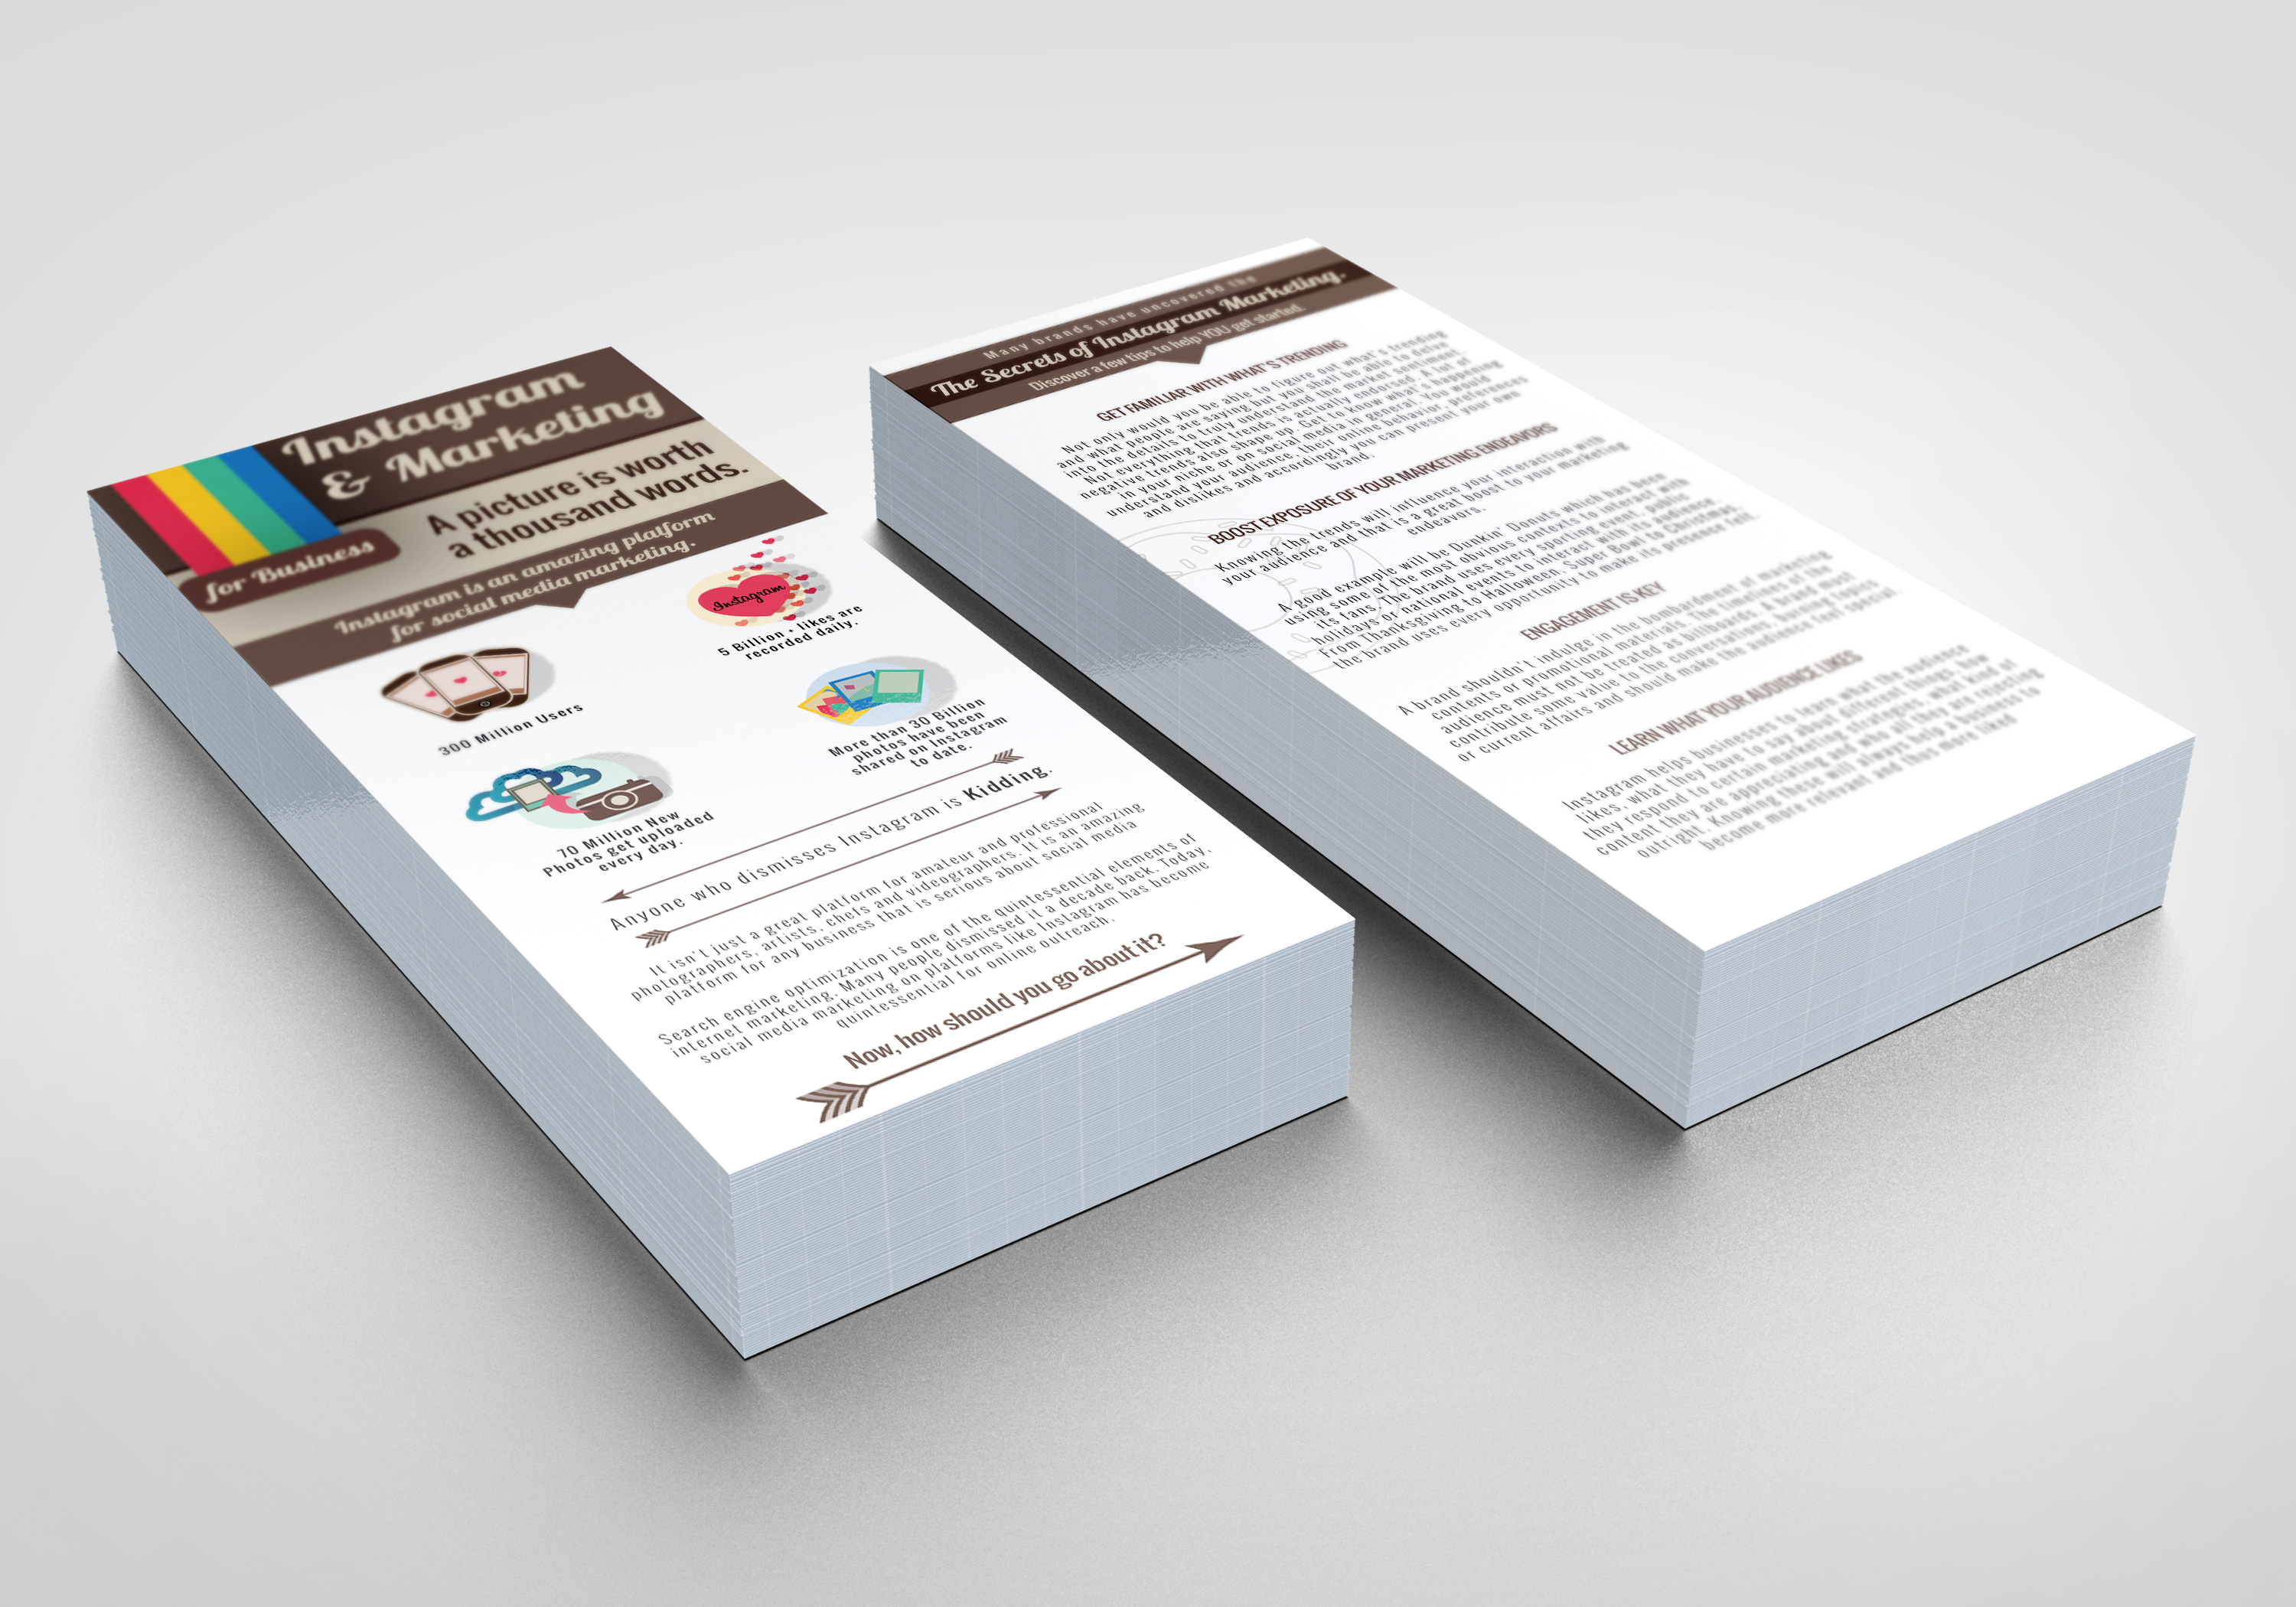 Instagram
& Marketing
for Business
A picture is worth
a thousand words.
Instagram is an amazing platform
for social media marketing.
300 Million Users
Instagram
5 Billion + likes are
recorded daily.
70 Million New
Photos get uploaded
every day.
More than 30 Billion
photos have been
shared on Instagram
to date.
Anyone who dismisses Instagram is Kidding.
It isn't just a great platform for amateur and professional
photographers, artists, chefs and videographers. It is an amazing
platform for any business that is serious about social media
Search engine optimization is one of the quintessential elements of
internet marketing. Many people dismissed it a decade back. Today,
social media marketing on platforms like Instagram has become
quintessential for online outreach.
Now, how should you go about it?
Many brands have uncovered the
The Secrets of Instagram Marketing.
Discover a few tips to help YOU get started.
GET FAMILIAR WITH WHAT'S TRENDING
Not only would you be able to figure out what's trending
and what people are saying but you shall be able to delve
into the details to truly understand the market sentiment.
Not everything that trends is actually endorsed. A lot of
negative trends also shape up. Get to know what's happening
in your niche or on social media in general. You would
understand your audience, their online behavior, preferences
and dislikes and accordingly you can present your own
brand.
BOOST EXPOSURE OF YOUR MARKETING ENDEAVORS
Knowing the trends will influence your interaction with
your audience and that is a great boost to your marketing
endeavors.
A good example will be Dunkin' Donuts which has been
using some of the most obvious contexts to interact with
its fans. The brand uses every sporting event, public
holidays or national events to interact with its audience.
From Thanksgiving to Halloween, Super Bowl to Christmas,
the brand uses every opportunity to make its presence felt.
ENGAGEMENT IS KEY
A brand shouldn't indulge in the bombardment of marketing
contents or promotional materials. The timelines of the
audience must not be treated as billboards. A brand must
contribute some value to the conversations, burning topics
or current affairs and should make the audience feel special.
LEARN WHAT YOUR AUDIENCE LIKES
Instagram helps businesses to learn what the audience
likes, what they have to say about different things, how
they respond to certain marketing strategies, what kind of
content they are appreciating and who all they are rejecting
outright. Knowing these will always help a business to
become more relevant and thus more liked